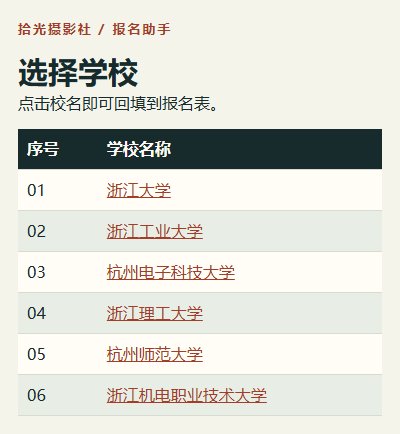 拾光摄影社 / 报名助手
选择学校
点击校名即可回填到报名表。
序号 学校名称
01 浙江大学
02 浙江工业大学
03 杭州电子科技大学
04 浙江理工大学
05 杭州师范大学
06 浙江机电职业技术大学